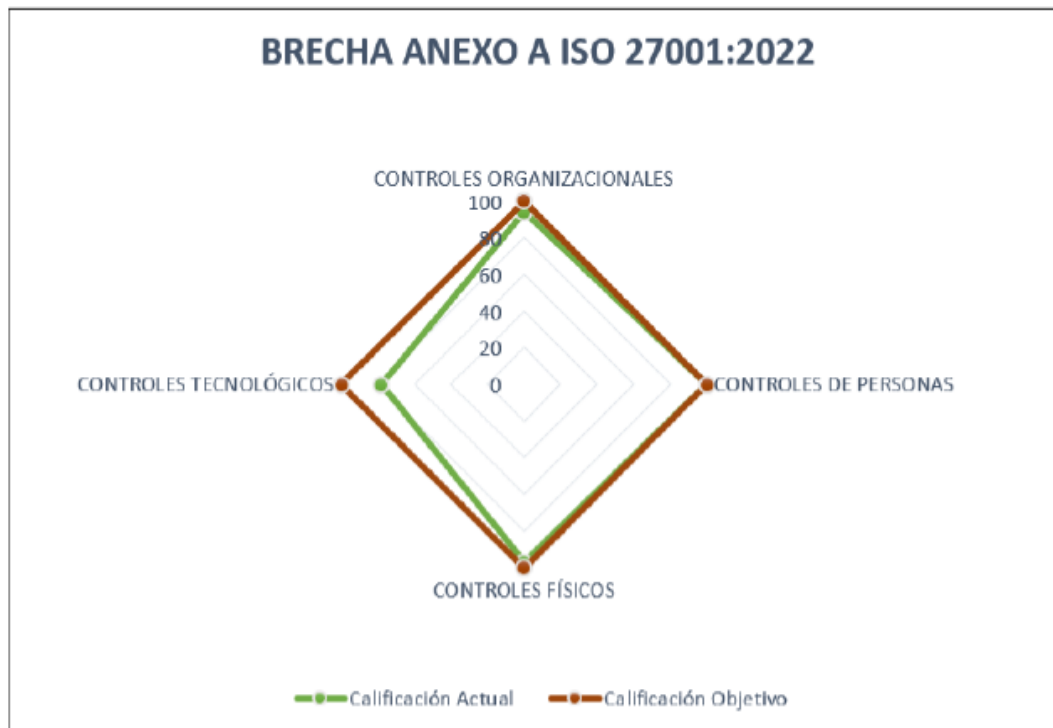 BRECHA ANEXO A ISO 27001:2022
CONTROLES ORGANIZACIONALES
100
80
60
40
20
0
CONTROLES TECNOLÓGICOS
CONTROLES DE PERSONAS
CONTROLES FÍSICOS
Calificación Actual
Calificación Objetivo